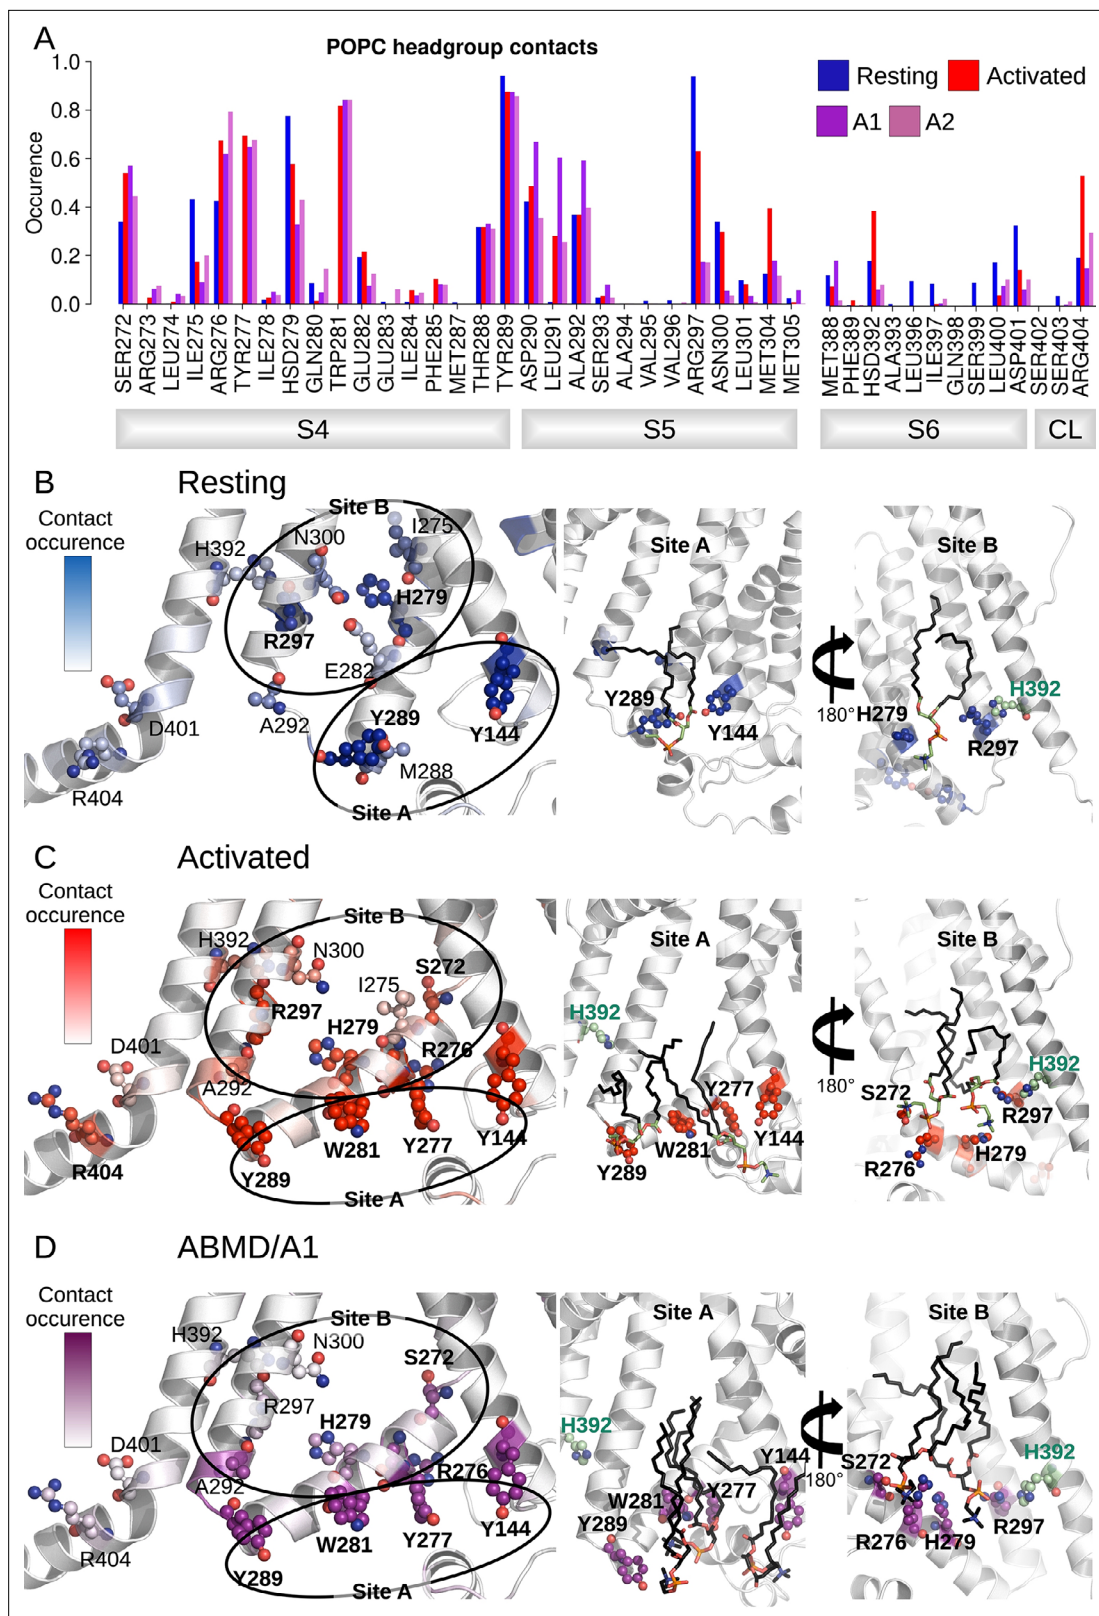 A
POPC headgroup contacts
Occurence
1.0
0.8
0.6
0.4
0.2
0.0
Resting
Activated
A1
A2
SER272
ARG273
LEU274
ILE275
ARG276
TYR277
ILE278
HSD279
GLN280
TRP281
GLU282
GLU283
ILE284
PHE285
MET287
THR288
TYR289
ASP290
LEU291
ALA292
SER293
ALA294
VAL295
VAL296
ARG297
ASN300
LEU301
MET304
MET305
MET388
PHE389
HSD392
ALA393
LEU396
ILE397
GLN398
SER399
LEU400
ASP401
SER402
SER403
ARG404
S4
S5
S6
CL
B
Resting
Contact
occurence
Site B
I275
N300
H392
H279
R297
E282
A292
Y289
Y144
D401
M288
R404
Site A
Site A
Y289
Y144
Site B
180°
H279
H392
R297
C
Activated
Contact
occurence
Site B
H392
N300
S272
I275
R297
H279
R276
D401
A292
R404
W281
Y277
Y144
Y289
Site A
Site A
H392
Y277
W281
Y144
Y289
Site B
180°
S272
H392
R297
R276
H279
D
ABMD/A1
Contact
occurence
Site B
H392
N300
S272
R297
H279
D401
R276
A292
R404
W281
Y277
Y144
Y289
Site A
Site A
H392
Y144
W281
Y277
Y289
Site B
180°
S272
H392
R297
R276
H279